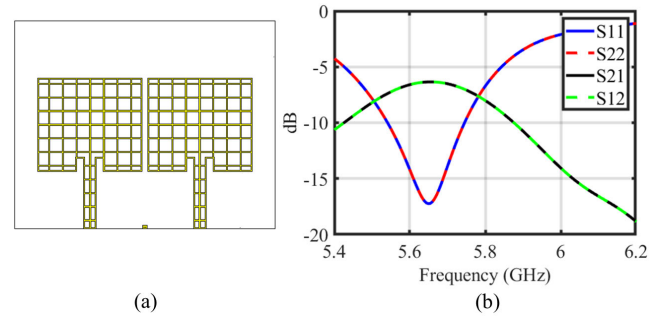 0
-5
-10
-15
-20
dB
S11
S22
S21
S12
5.4 5.6 5.8 6 6.2
Frequency (GHz)
(a) (b)